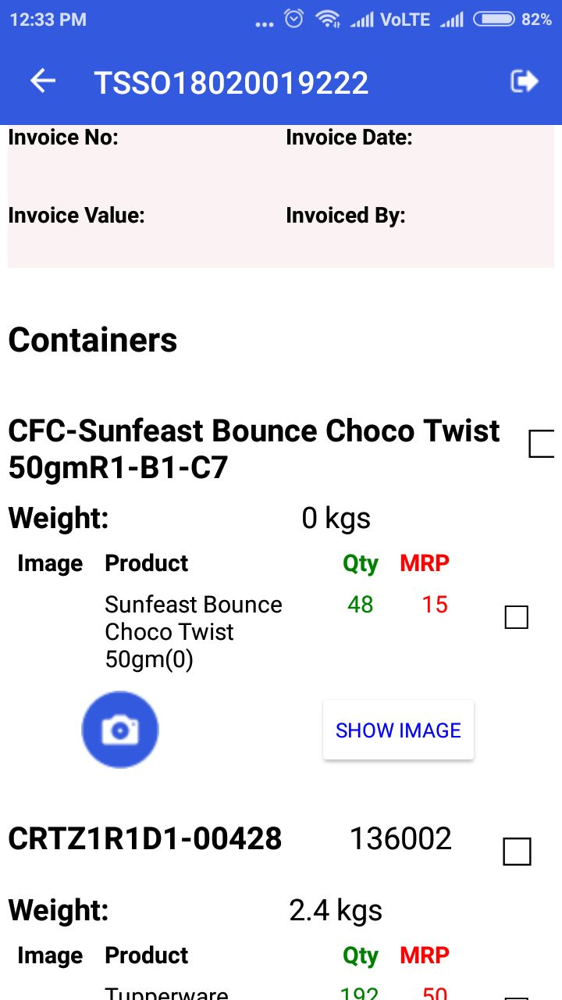 12:33 PM ... VoLTE 82%
TSSO18020019222
Invoice No: Invoice Date:
Invoice Value: Invoiced By:
Containers
CFC-Sunfeast Bounce Choco Twist
50gmR1-B1-C7
Weight: 0 kgs
Image Product Qty MRP
Sunfeast Bounce 48 15
Choco Twist
50gm(0)
SHOW IMAGE
CRTZ1R1D1-00428 136002
Weight: 2.4 kgs
Image Product Qty MRP
Tupperware 192 50